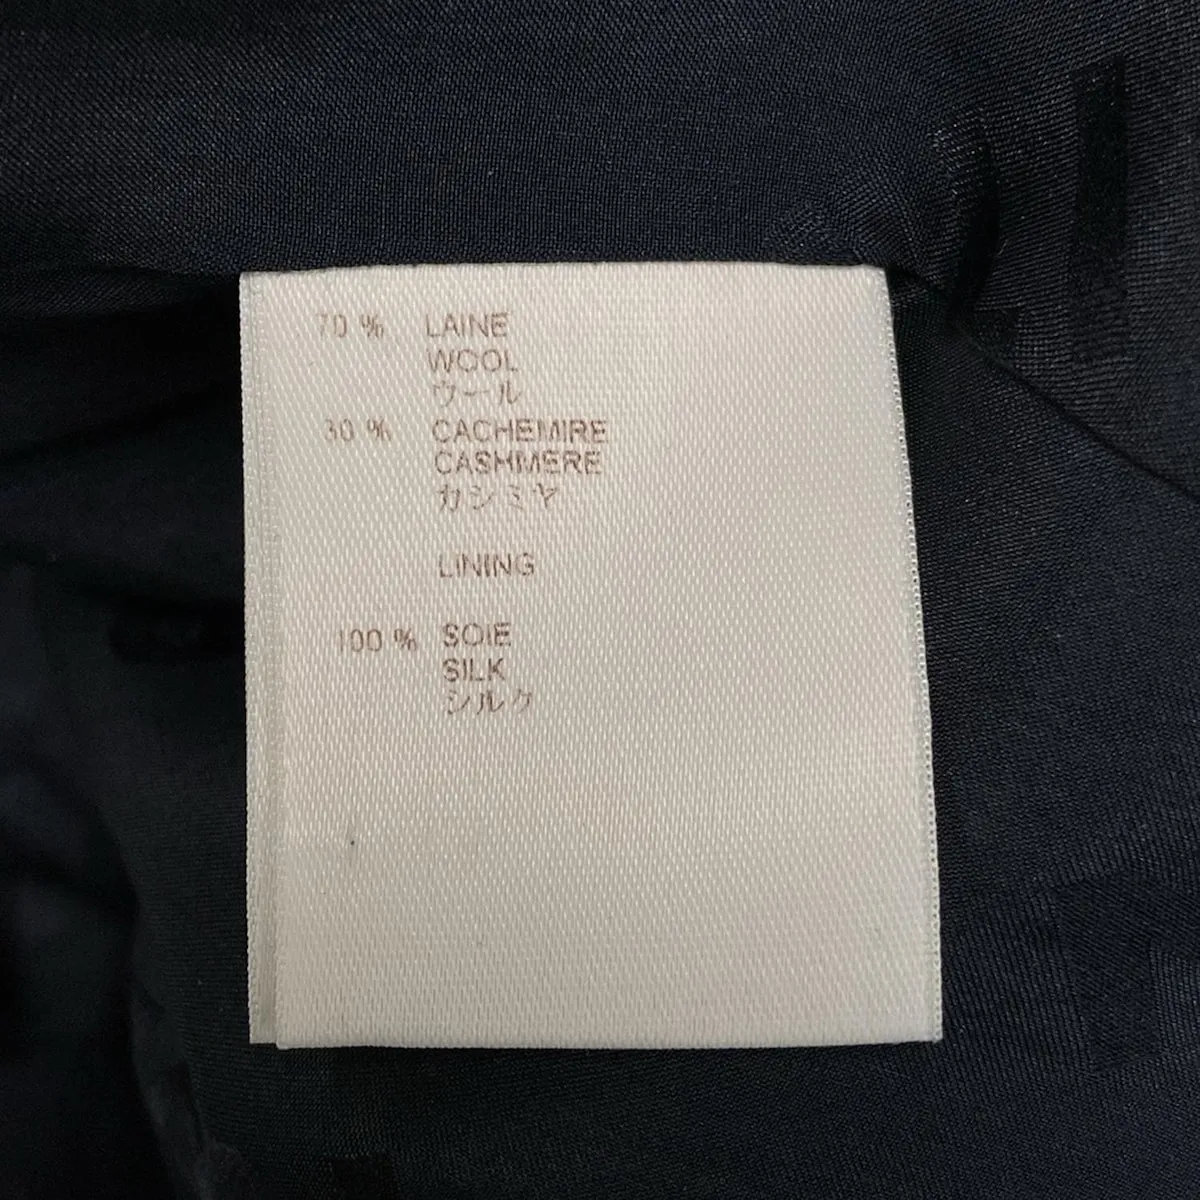 70 % LAINE
WOOL
ウール
30 % CACHEMIRE
CASHMERE
カシミヤ
LINING
100 % SOIE
SILK
シルク